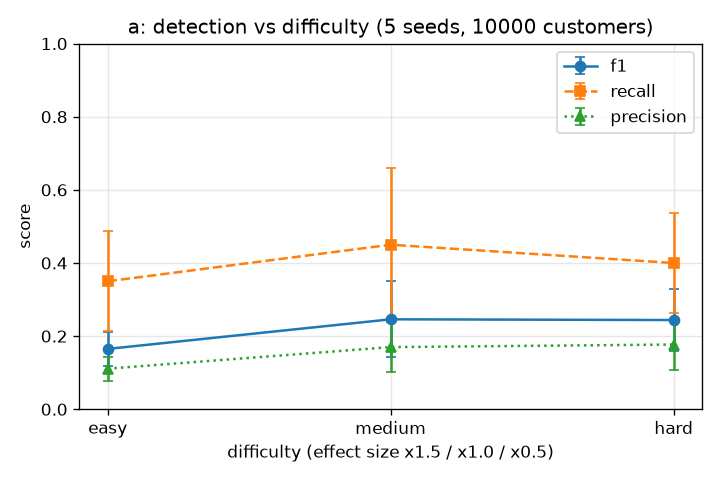 a: detection vs difficulty (5 seeds, 10000 customers)
f1
recall
precision
score
1.0
0.8
0.6
0.4
0.2
0.0
easy
medium
hard
difficulty (effect size x1.5 / x1.0 / x0.5)